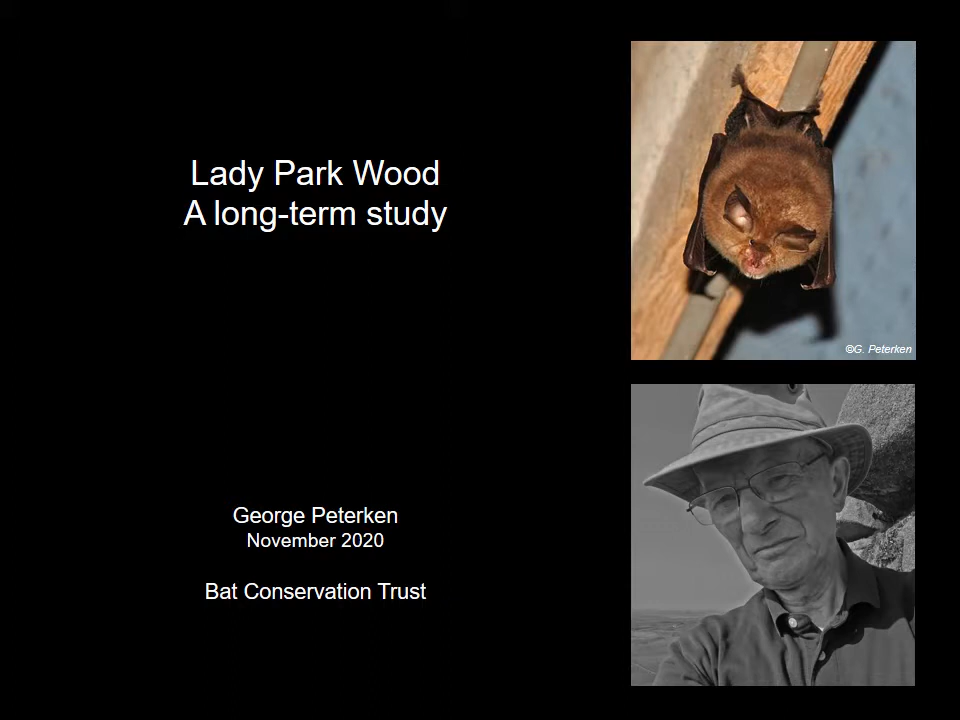 Lady Park Wood
A long-term study
©G. Peterken
George Peterken
November 2020
Bat Conservation Trust